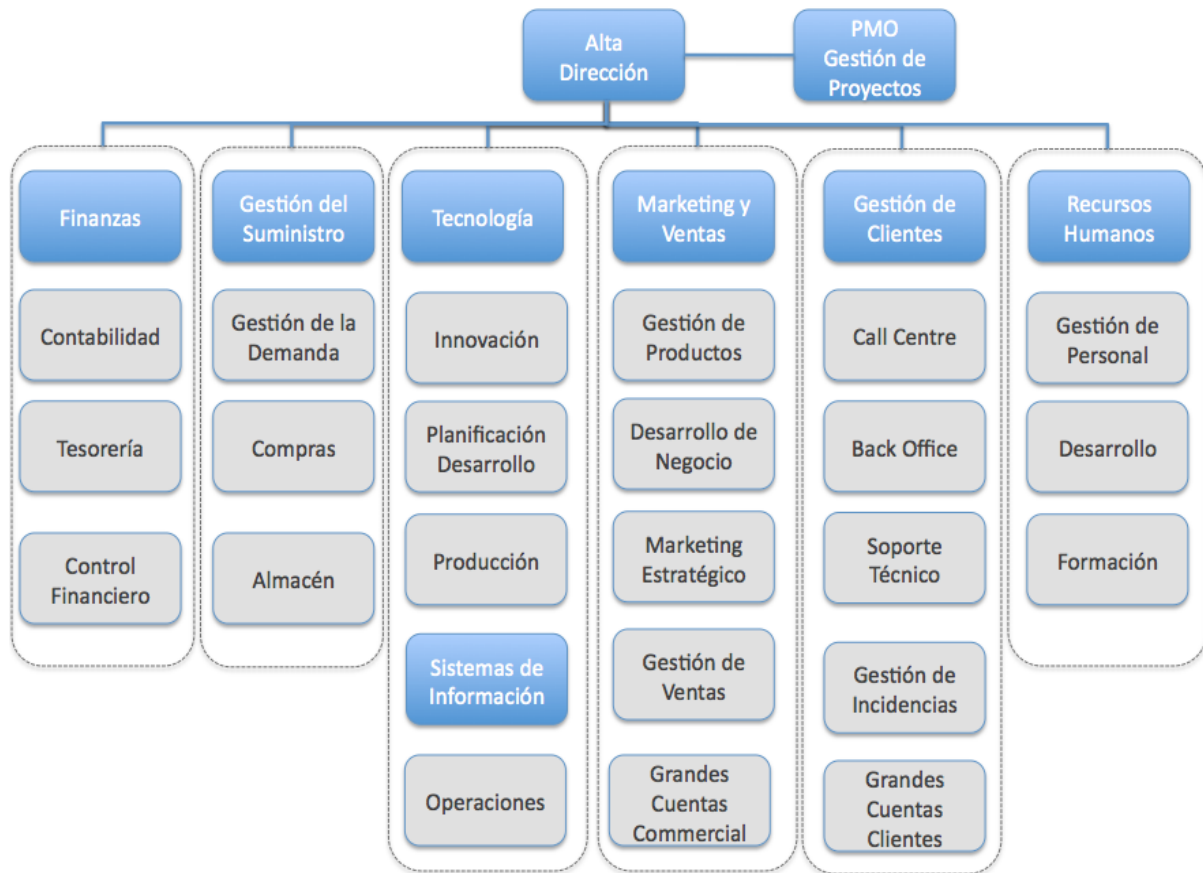 Alta
Dirección
PMO
Gestión de
Proyectos
Finanzas
Contabilidad
Tesorería
Control
Financiero
Gestión del
Suministro
Gestión de la
Demanda
Compras
Almacén
Tecnología
Innovación
Planificación
Desarrollo
Producción
Sistemas de
Información
Operaciones
Marketing y
Ventas
Gestión de
Productos
Desarrollo de
Negocio
Marketing
Estratégico
Gestión de
Ventas
Grandes
Cuentas
Commercial
Gestión de
Clientes
Call Centre
Back Office
Soporte
Técnico
Gestión de
Incidencias
Grandes
Cuentas
Clientes
Recursos
Humanos
Gestión de
Personal
Desarrollo
Formación